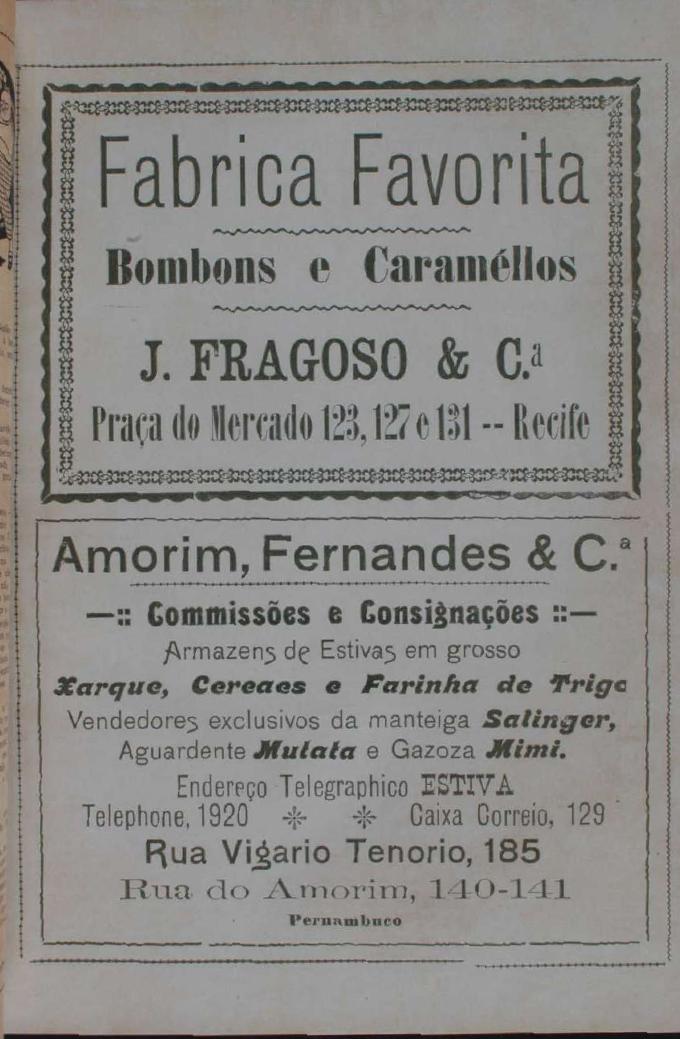 Fabrica Favorita
Bombons e Caraméllos
J. FRAGOSO & C.ª
Praça do Mercado 123, 127 e 131 -- Recife
Amorim, Fernandes & C.ª
—:: Commissões e Consignações ::—
Armazens de Estivas em grosso
Xarque, Cereaes e Farinha de Trigo
Vendedores exclusivos da manteiga Salinger,
Aguardente Mulata e Gazoza Mimi.
Endereço Telegraphico ESTIVA
Telephone, 1920 Caixa Correio, 129
Rua Vigario Tenorio, 185
Rua do Amorim, 140-141
Pernambuco